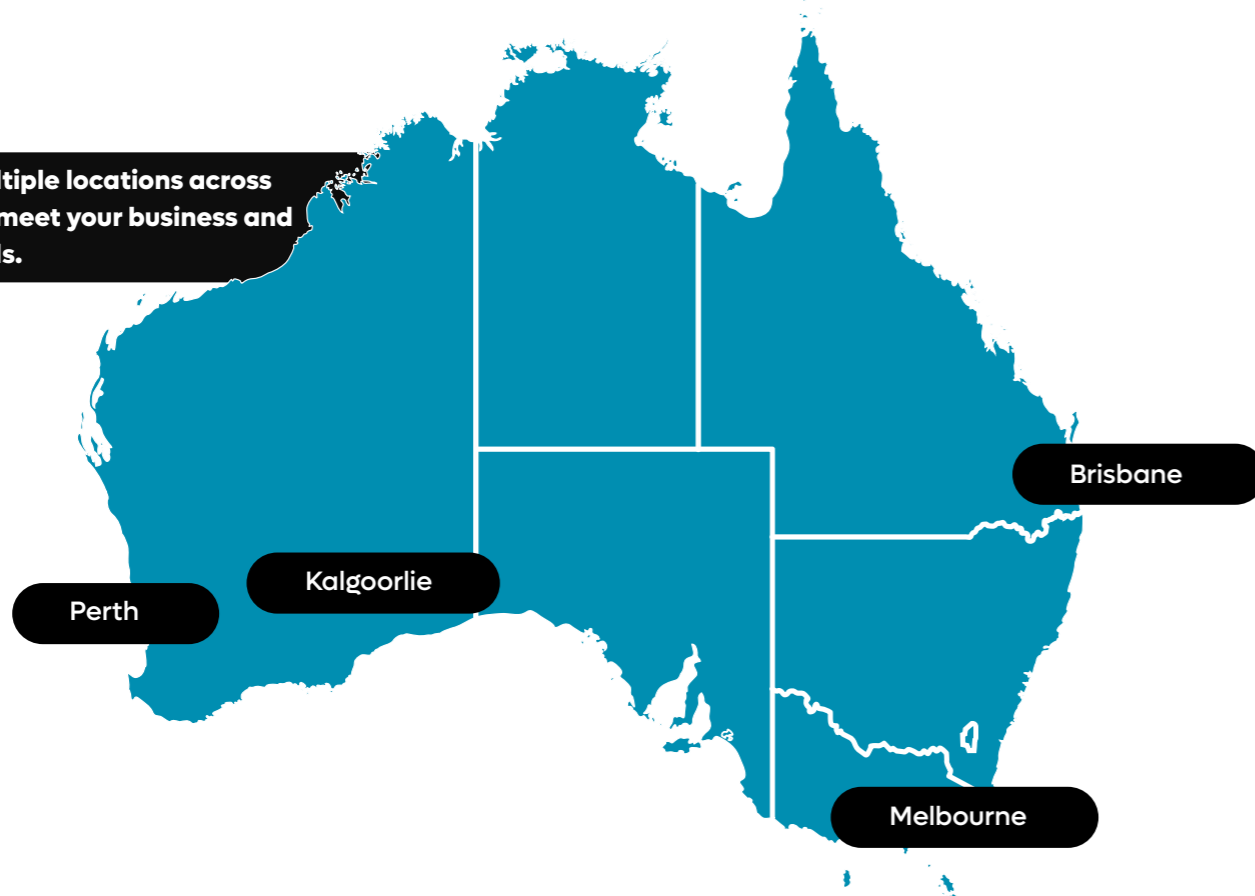 ltiple locations across
meet your business and
ls.
Brisbane
Kalgoorlie
Perth
Melbourne